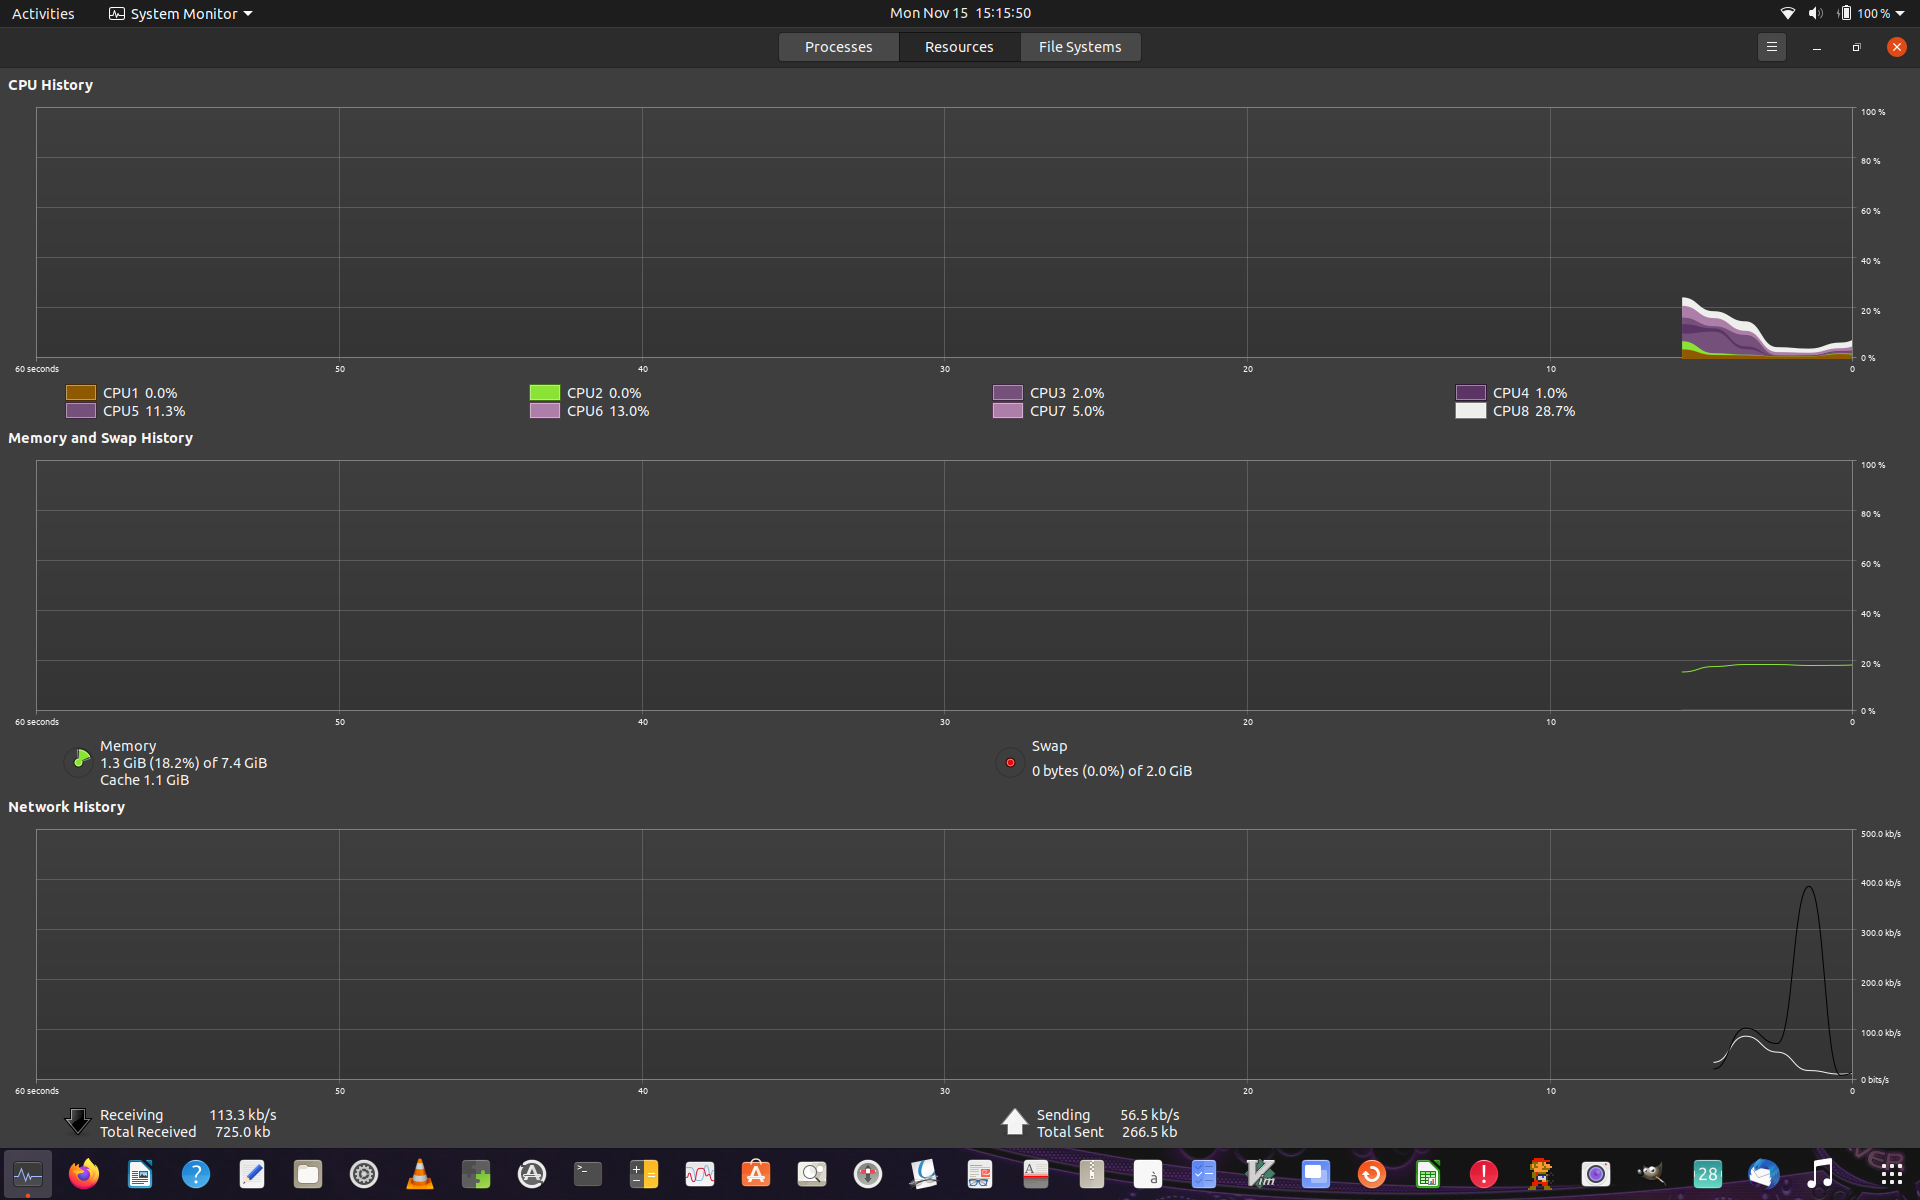 Activities
System Monitor
Mon Nov 15 15:15:50
100 %
Processes
Resources
File Systems
CPU History
100 %
80 %
60 %
40 %
20 %
0 %
60 seconds
50
40
30
20
10
0
CPU1 0.0%
CPU2 0.0%
CPU3 2.0%
CPU4 1.0%
CPU5 11.3%
CPU6 13.0%
CPU7 5.0%
CPU8 28.7%
Memory and Swap History
100 %
80 %
60 %
40 %
20 %
0 %
60 seconds
50
40
30
20
10
0
Memory
1.3 GiB (18.2%) of 7.4 GiB
Cache 1.1 GiB
Swap
0 bytes (0.0%) of 2.0 GiB
Network History
500.0 kb/s
400.0 kb/s
300.0 kb/s
200.0 kb/s
100.0 kb/s
0 bits/s
60 seconds
50
40
30
20
10
0
Receiving 113.3 kb/s
Total Received 725.0 kb
Sending 56.5 kb/s
Total Sent 266.5 kb
28